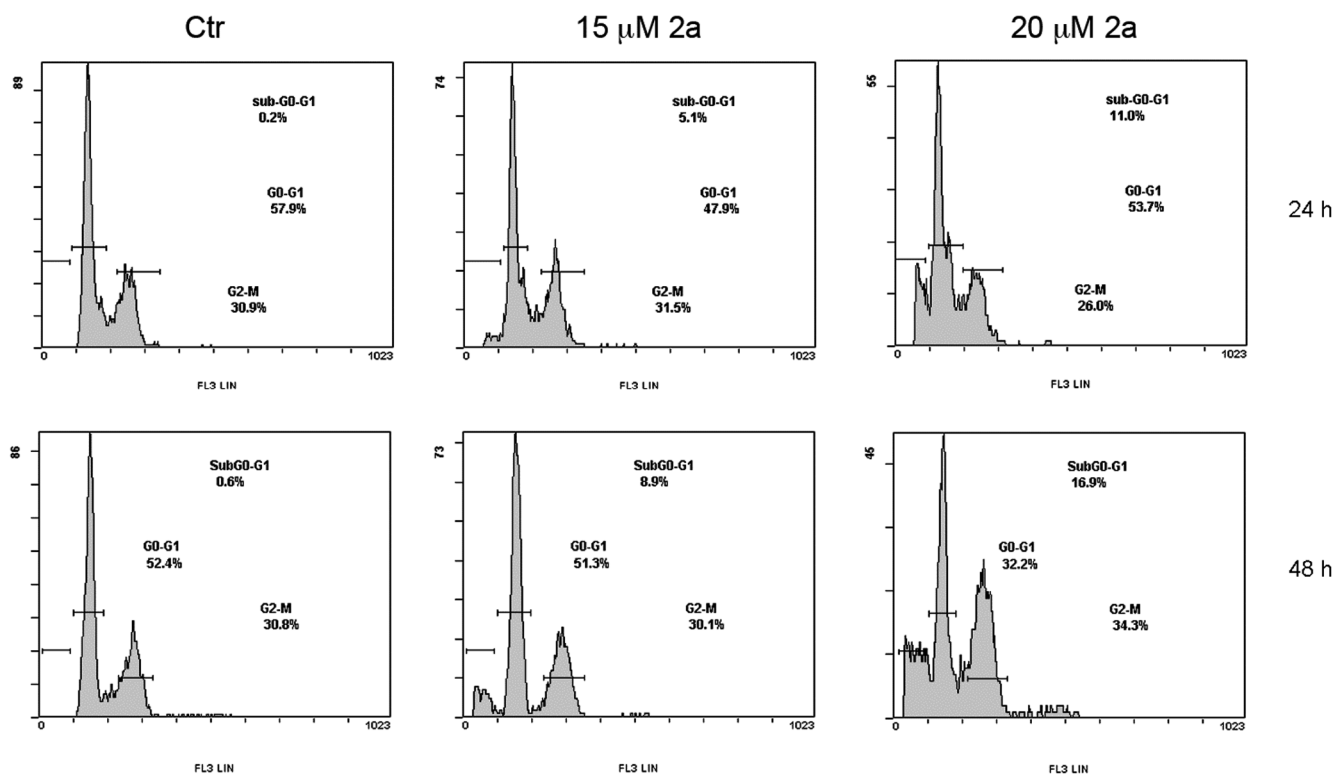 Ctr
15 μM 2a
20 μM 2a
89
sub-G0-G1
0.2%
G0-G1
57.9%
G2-M
30.9%
0
1023
FL3 LIN
74
sub-G0-G1
5.1%
G0-G1
47.9%
G2-M
31.5%
0
1023
FL3 LIN
55
sub-G0-G1
11.0%
G0-G1
53.7%
G2-M
26.0%
0
1023
FL3 LIN
24 h
86
SubG0-G1
0.6%
G0-G1
52.4%
G2-M
30.8%
0
1023
FL3 LIN
73
SubG0-G1
8.9%
G0-G1
51.3%
G2-M
30.1%
0
1023
FL3 LIN
45
SubG0-G1
16.9%
G0-G1
32.2%
G2-M
34.3%
0
1023
FL3 LIN
48 h